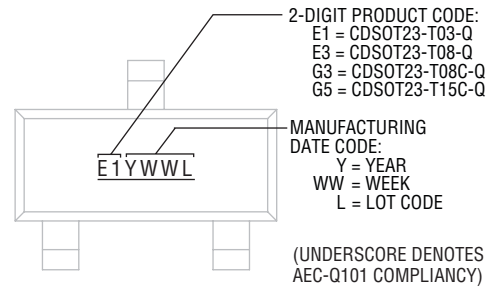 2-DIGIT PRODUCT CODE:
E1 = CDSOT23-T03-Q
E3 = CDSOT23-T08-Q
G3 = CDSOT23-T08C-Q
G5 = CDSOT23-T15C-Q
MANUFACTURING
DATE CODE:
Y = YEAR
WW = WEEK
L = LOT CODE
E1YWWL
(UNDERSCORE DENOTES
AEC-Q101 COMPLIANCY)